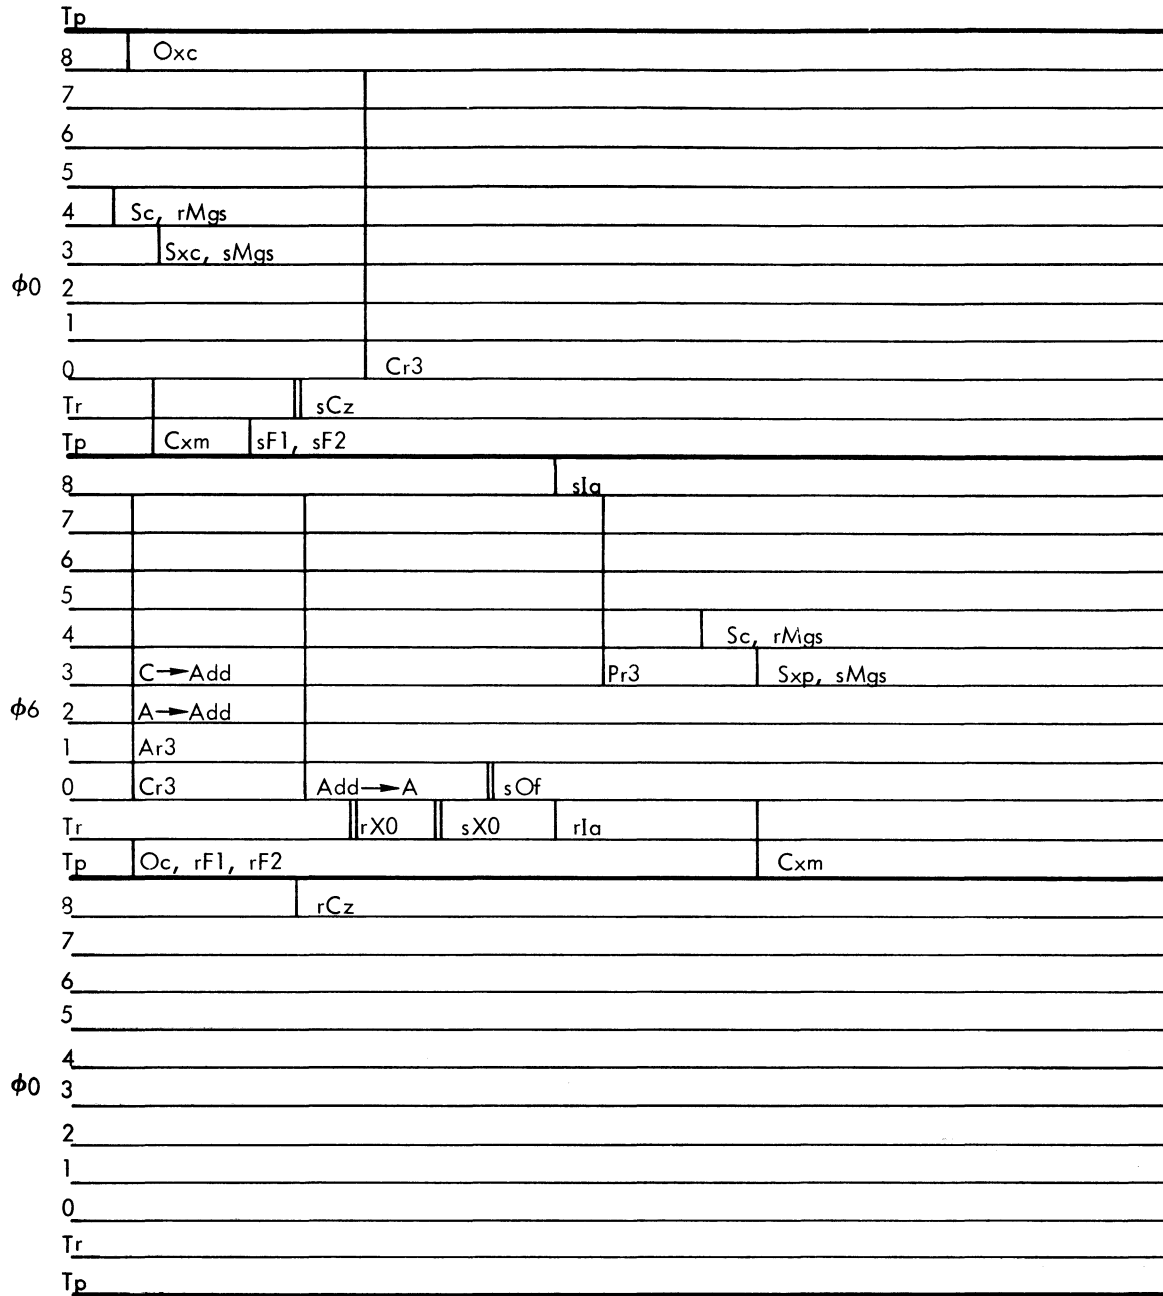 Tp
8 Oxc
7
6
5
4 Sc, rMgs
3 Sxc, sMgs
ϕ0 2
1
0 Cr3
Tr sCz
Tp Cxm sF1, sF2
8 sIa
7
6
5
4 Sc, rMgs
3 C→Add Pr3 Sxp, sMgs
ϕ6 2 A→Add
1 Ar3
0 Cr3 Add→A sOf
Tr rX0 sX0 rIa
Tp Oc, rF1, rF2 Cxm
8 rCz
7
6
5
4
ϕ0 3
2
1
0
Tr
Tp